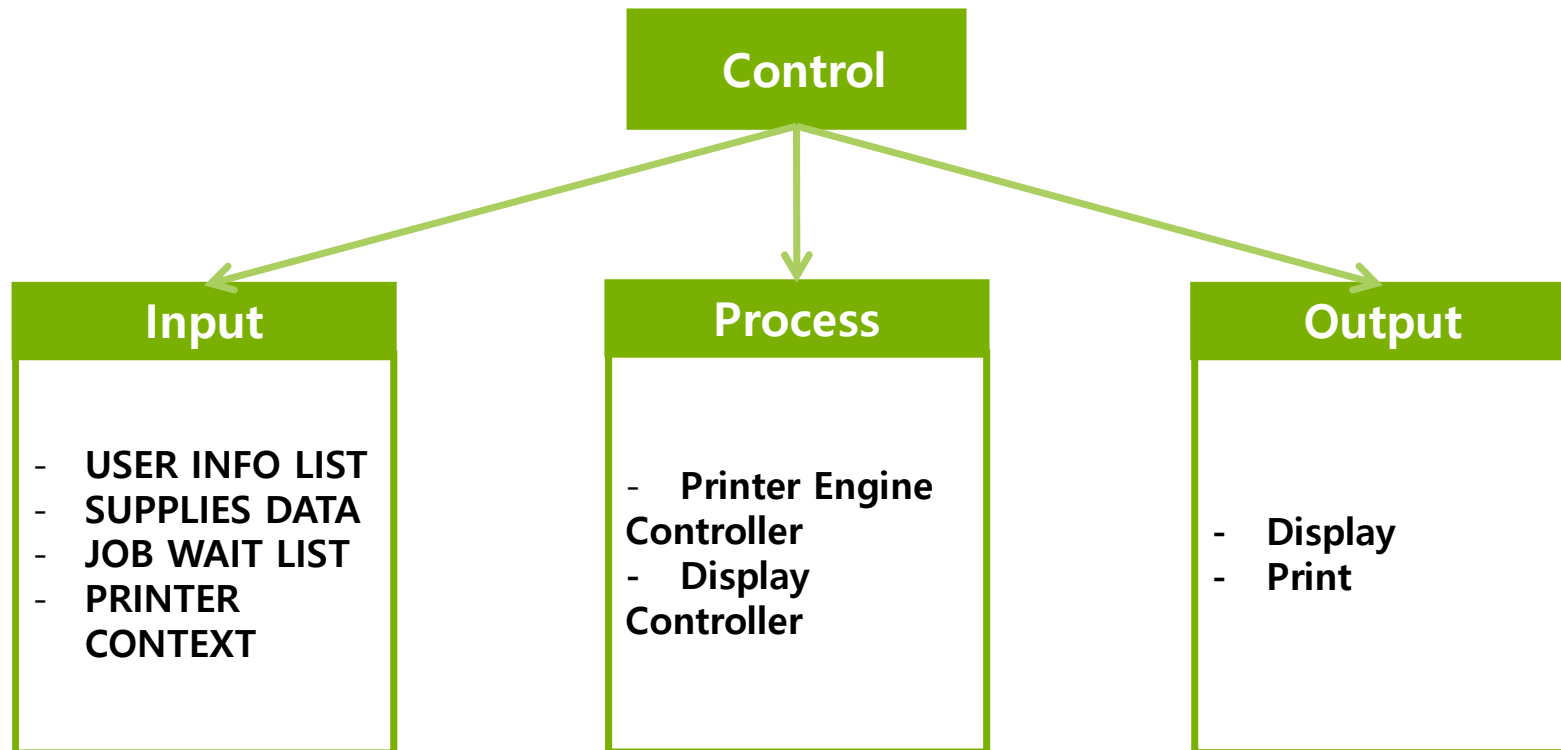 Control
Input
- USER INFO LIST
- SUPPLIES DATA
- JOB WAIT LIST
- PRINTER
CONTEXT
Process
- Printer Engine
Controller
- Display
Controller
Output
- Display
- Print